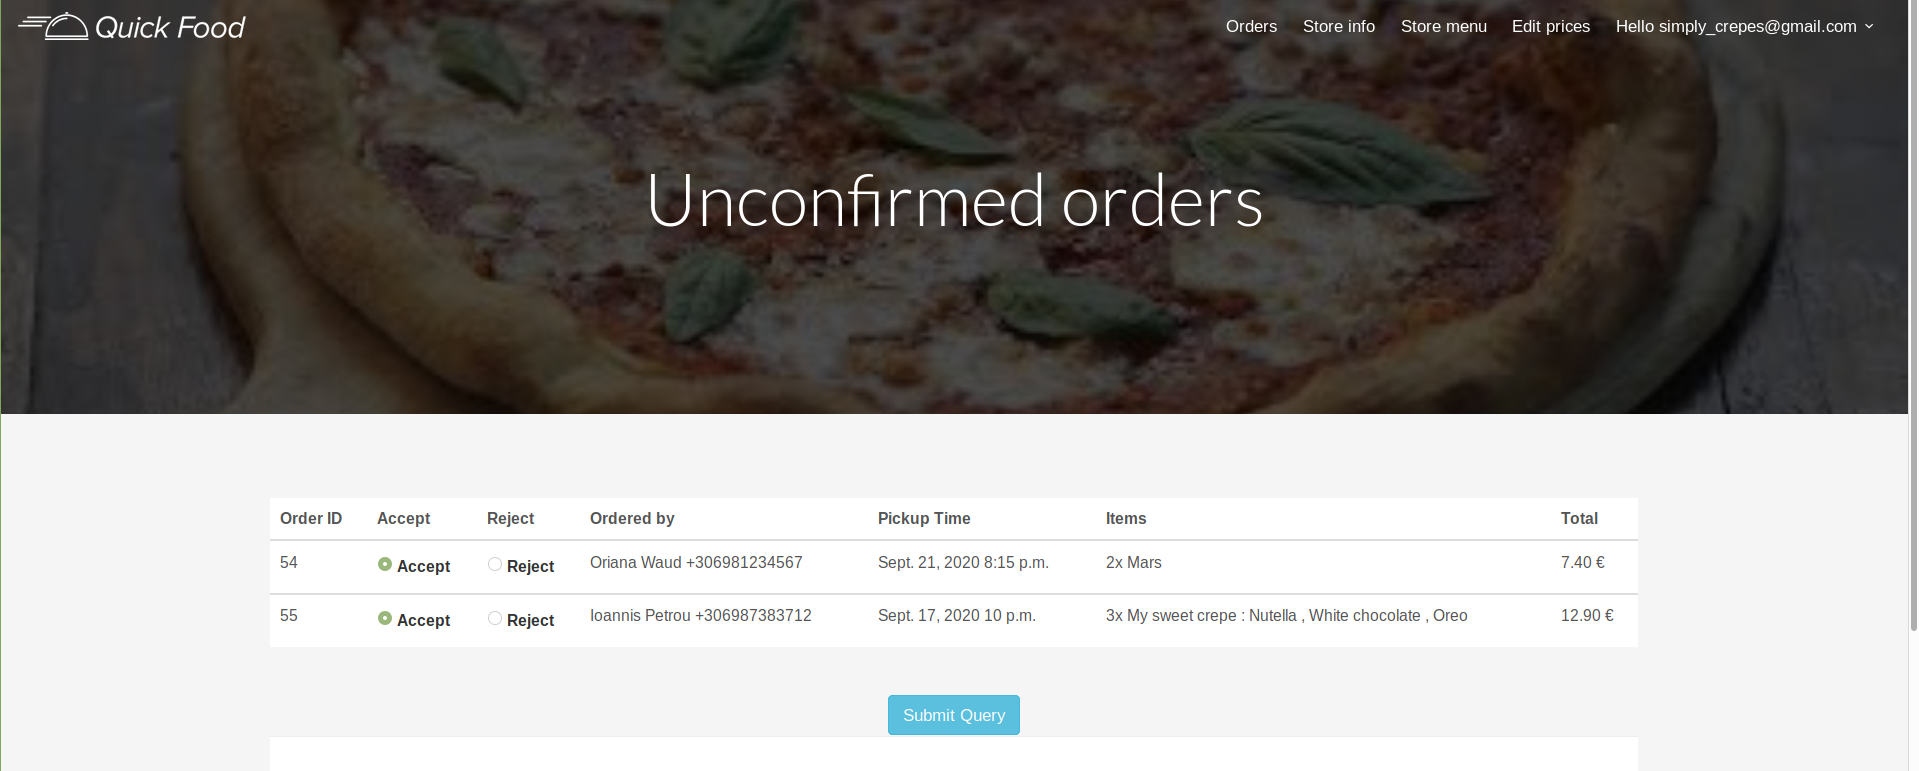 Quick Food
Orders Store info Store menu Edit prices Hello simply_crepes@gmail.com
Unconfirmed orders
Order ID Accept Reject Ordered by Pickup Time Items Total
54 Accept Reject Oriana Waud +306981234567 Sept. 21, 2020 8:15 p.m. 2x Mars 7.40 €
55 Accept Reject Ioannis Petrou +306987383712 Sept. 17, 2020 10 p.m. 3x My sweet crepe : Nutella , White chocolate , Oreo 12.90 €
Submit Query